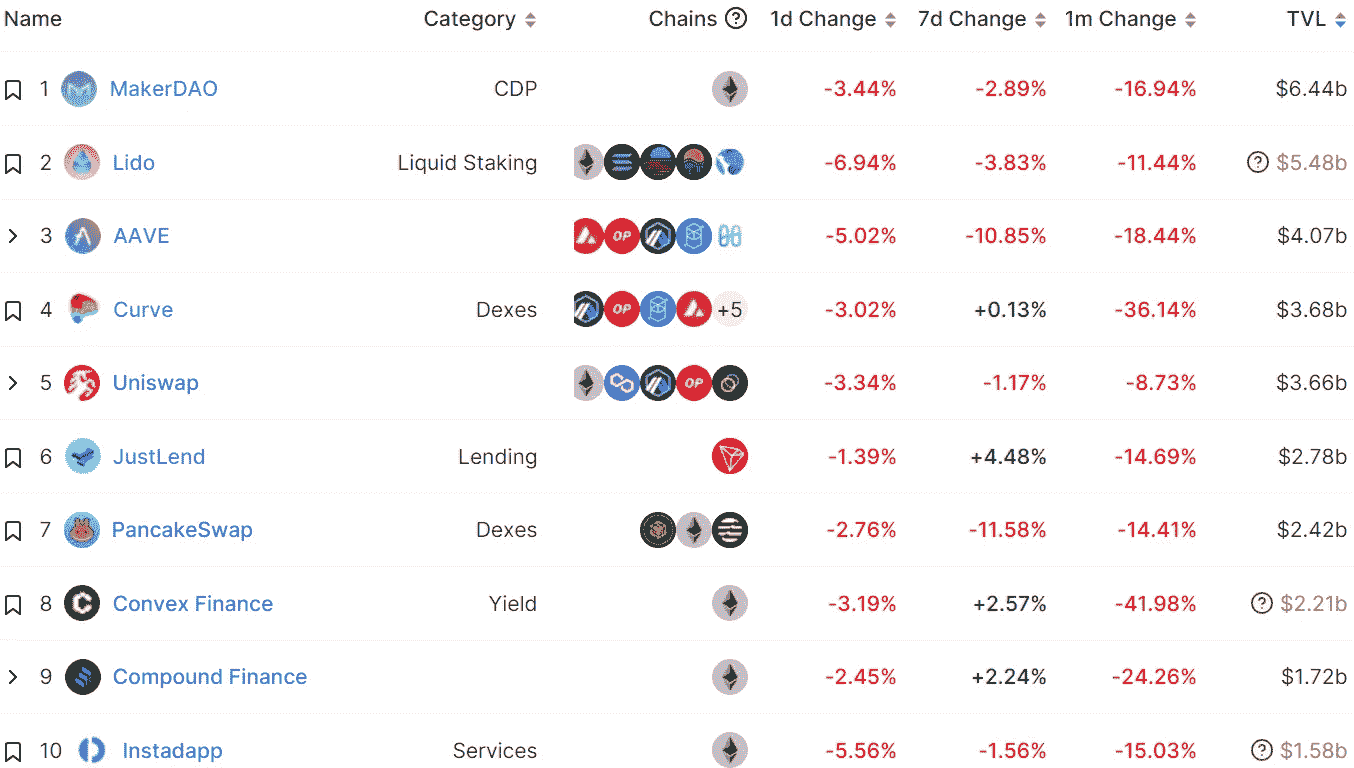 Name Category Chains ? 1d Change 7d Change 1m Change TVL
1 MakerDAO CDP -3.44% -2.89% -16.94% $6.44b
2 Lido Liquid Staking -6.94% -3.83% -11.44% ? $5.48b
3 AAVE OP -5.02% -10.85% -18.44% $4.07b
4 Curve Dexes OP +5 -3.02% +0.13% -36.14% $3.68b
5 Uniswap OP -3.34% -1.17% -8.73% $3.66b
6 JustLend Lending -1.39% +4.48% -14.69% $2.78b
7 PancakeSwap Dexes -2.76% -11.58% -14.41% $2.42b
8 Convex Finance Yield -3.19% +2.57% -41.98% ? $2.21b
9 Compound Finance -2.45% +2.24% -24.26% $1.72b
10 Instadapp Services -5.56% -1.56% -15.03% ? $1.58b